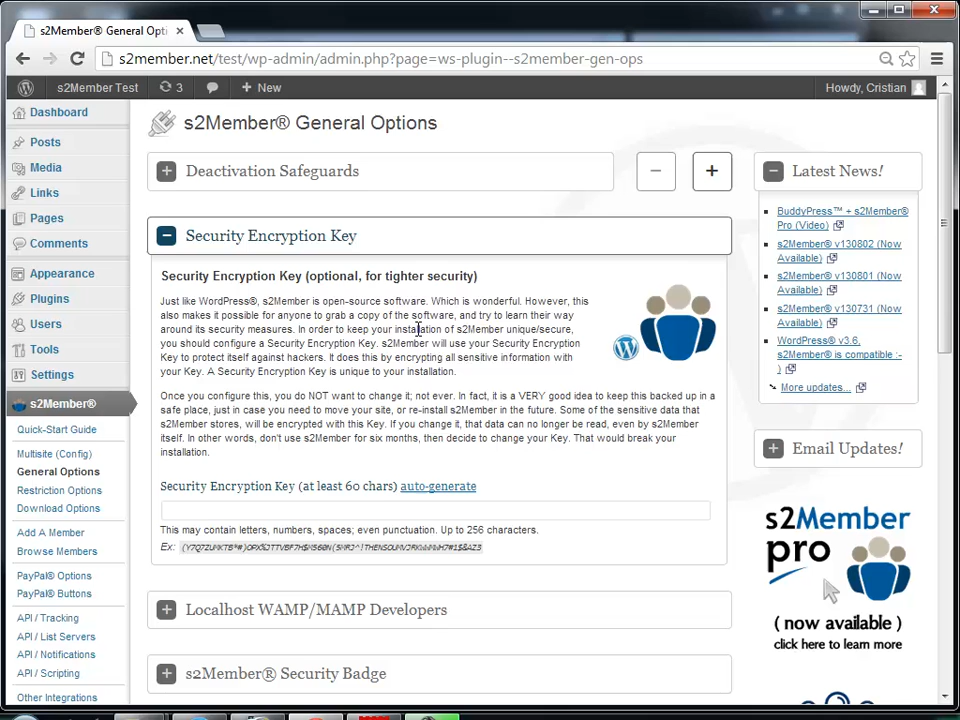 s2Member® General Opti
s2member.net/test/wp-admin/admin.php?page=ws-plugin--s2member-gen-ops
s2Member Test
3
New
Howdy, Cristian
Dashboard
Posts
Media
Links
Pages
Comments
Appearance
Plugins
Users
Tools
Settings
s2Member®
Quick-Start Guide
Multisite (Config)
General Options
Restriction Options
Download Options
Add A Member
Browse Members
PayPal® Options
PayPal® Buttons
API / Tracking
API / List Servers
API / Notifications
API / Scripting
Other Integrations
s2Member® General Options
Deactivation Safeguards
Security Encryption Key
Security Encryption Key (optional, for tighter security)
Just like WordPress®, s2Member is open-source software. Which is wonderful. However, this
also makes it possible for anyone to grab a copy of the software, and try to learn their way
around its security measures. In order to keep your installation of s2Member unique/secure,
you should configure a Security Encryption Key. s2Member will use your Security Encryption
Key to protect itself against hackers. It does this by encrypting all sensitive information with
your Key. A Security Encryption Key is unique to your installation.
Once you configure this, you do NOT want to change it; not ever. In fact, it is a VERY good idea to keep this backed up in a
safe place, just in case you need to move your site, or re-install s2Member in the future. Some of the sensitive data that
s2Member stores, will be encrypted with this Key. If you change it, that data can no longer be read, even by s2Member
itself. In other words, don't use s2Member for six months, then decide to change your Key. That would break your
installation.
Security Encryption Key (at least 60 chars) auto-generate
This may contain letters, numbers, spaces; even punctuation. Up to 256 characters.
Ex:
Localhost WAMP/MAMP Developers
s2Member® Security Badge
Latest News!
BuddyPress™ + s2Member®
Pro (Video)
s2Member® v130802 (Now
Available)
s2Member® v130801 (Now
Available)
s2Member® v130731 (Now
Available)
WordPress® v3.6,
s2Member® is compatible :-
)
More updates...
Email Updates!
s2Member
pro
( now available )
click here to learn more